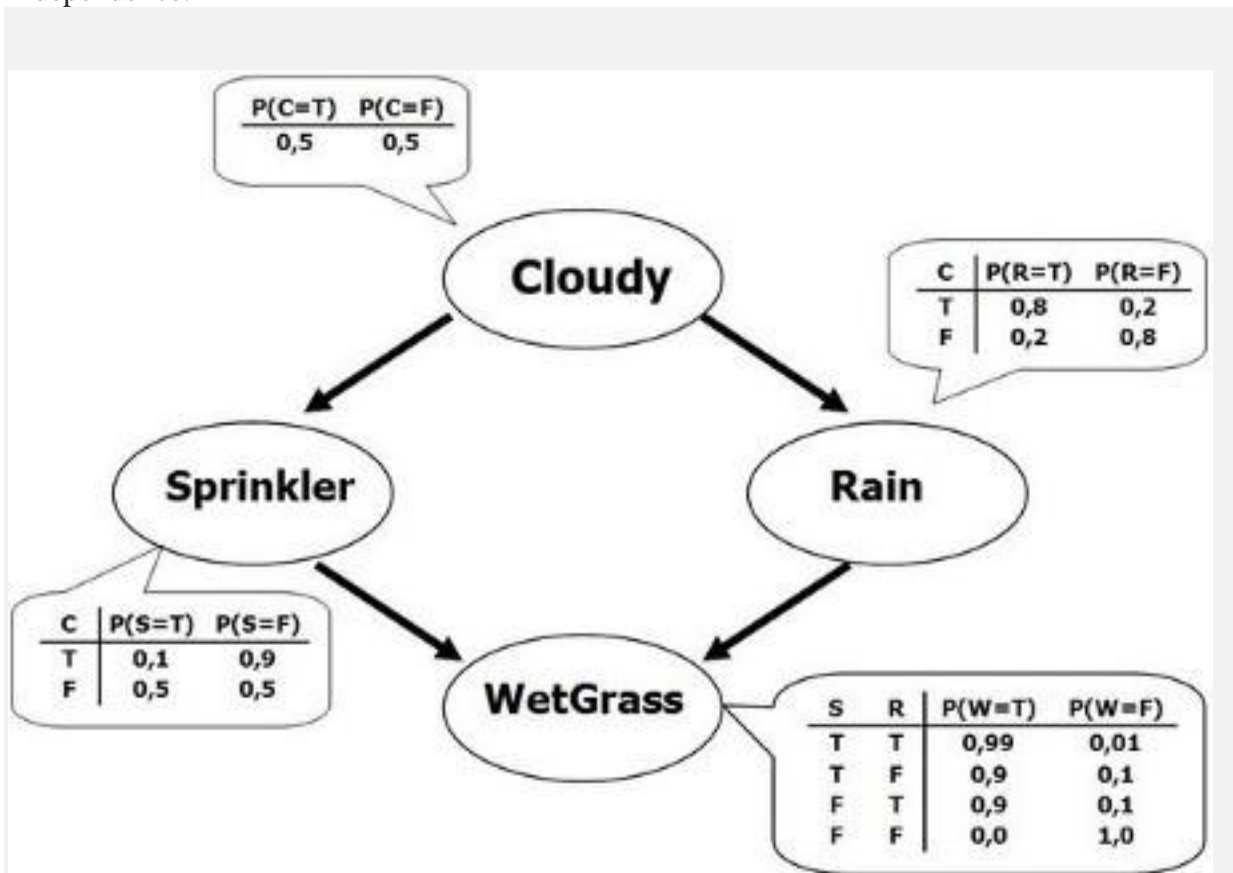 P(C=T) P(C=F)
0,5 0,5
Cloudy
C P(R=T) P(R=F)
T 0,8 0,2
F 0,2 0,8
Sprinkler
Rain
C P(S=T) P(S=F)
T 0,1 0,9
F 0,5 0,5
WetGrass
S R P(W=T) P(W=F)
T T 0,99 0,01
T F 0,9 0,1
F T 0,9 0,1
F F 0,0 1,0